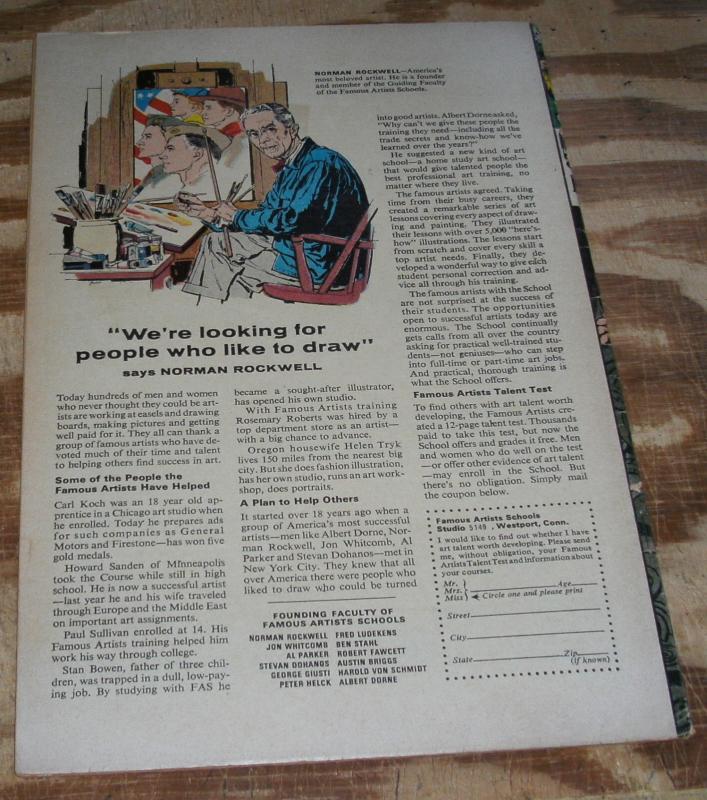 NORMAN ROCKWELL—America's
most beloved artist. He is a founder
and member of the Guiding Faculty
of the Famous Artists Schools.
"We're looking for
people who like to draw"
says NORMAN ROCKWELL
Today hundreds of men and women
who never thought they could be art-
ists are working at easels and drawing
boards, making pictures and getting
well paid for it. They all can thank a
group of famous artists who have de-
voted much of their time and talent
to helping others find success in art.
Some of the People the
Famous Artists Have Helped
Carl Koch was an 18 year old ap-
prentice in a Chicago art studio when
he enrolled. Today he prepares ads
for such companies as General
Motors and Firestone—has won five
gold medals.
Howard Sanden of Minneapolis
took the Course while still in high
school. He is now a successful artist
—last year he and his wife traveled
through Europe and the Middle East
on important art assignments.
Paul Sullivan enrolled at 14. His
Famous Artists training helped him
work his way through college.
Stan Bowen, father of three chil-
dren, was trapped in a dull, low-pay-
ing job. By studying with FAS he
became a sought-after illustrator,
has opened his own studio.
With Famous Artists training
Rosemary Roberts was hired by a
top department store as an artist—
with a big chance to advance.
Oregon housewife Helen Tryk
lives 150 miles from the nearest big
city. But she does fashion illustration,
has her own studio, runs an art work-
shop, does portraits.
A Plan to Help Others
It started over 18 years ago when a
group of America's most successful
artists—men like Albert Dorne, Nor-
man Rockwell, Jon Whitcomb, Al
Parker and Stevan Dohanos—met in
New York City. They knew that all
over America there were people who
liked to draw who could be turned
FOUNDING FACULTY OF
FAMOUS ARTISTS SCHOOLS
NORMAN ROCKWELL FRED LUDEKENS
JON WHITCOMB BEN STAHL
AL PARKER ROBERT FAWCETT
STEVAN DOHANOS AUSTIN BRIGGS
GEORGE GIUSTI HAROLD VON SCHMIDT
PETER HELCK ALBERT DORNE
into good artists. Albert Dorne asked,
"Why can't we give these people the
training they need—including all the
trade secrets and know-how we've
learned over the years?"
He suggested a new kind of art
school—a home study art school—
that would give talented people the
best professional art training, no
matter where they live.
The famous artists agreed. Taking
time from their busy careers, they
created a remarkable series of art
lessons covering every aspect of draw-
ing and painting. They illustrated
their lessons with over 5,000 "here's-
how" illustrations. The lessons start
from scratch and cover every skill a
top artist needs. Finally, they de-
veloped a wonderful way to give each
student personal correction and ad-
vice all through his training.
The famous artists with the School
are not surprised at the success of
their students. The opportunities
open to successful artists today are
enormous. The School continually
gets calls from all over the country
asking for practical well-trained stu-
dents—not geniuses—who can step
into full-time or part-time art jobs.
And practical, thorough training is
what the School offers.
Famous Artists Talent Test
To find others with art talent worth
developing, the Famous Artists cre-
ated a 12-page talent test. Thousands
paid to take this test, but now the
School offers and grades it free. Men
and women who do well on the test
—or offer other evidence of art talent
—may enroll in the School. But
there's no obligation. Simply mail
the coupon below.
Famous Artists Schools
Studio 5149, Westport, Conn.
I would like to find out whether I have
art talent worth developing. Please send
me, without obligation, your Famous
Artists Talent Test and information about
your courses.
Mr. Age
Mrs. Circle one and please print
Miss
Street
City
State Zip
(if known)